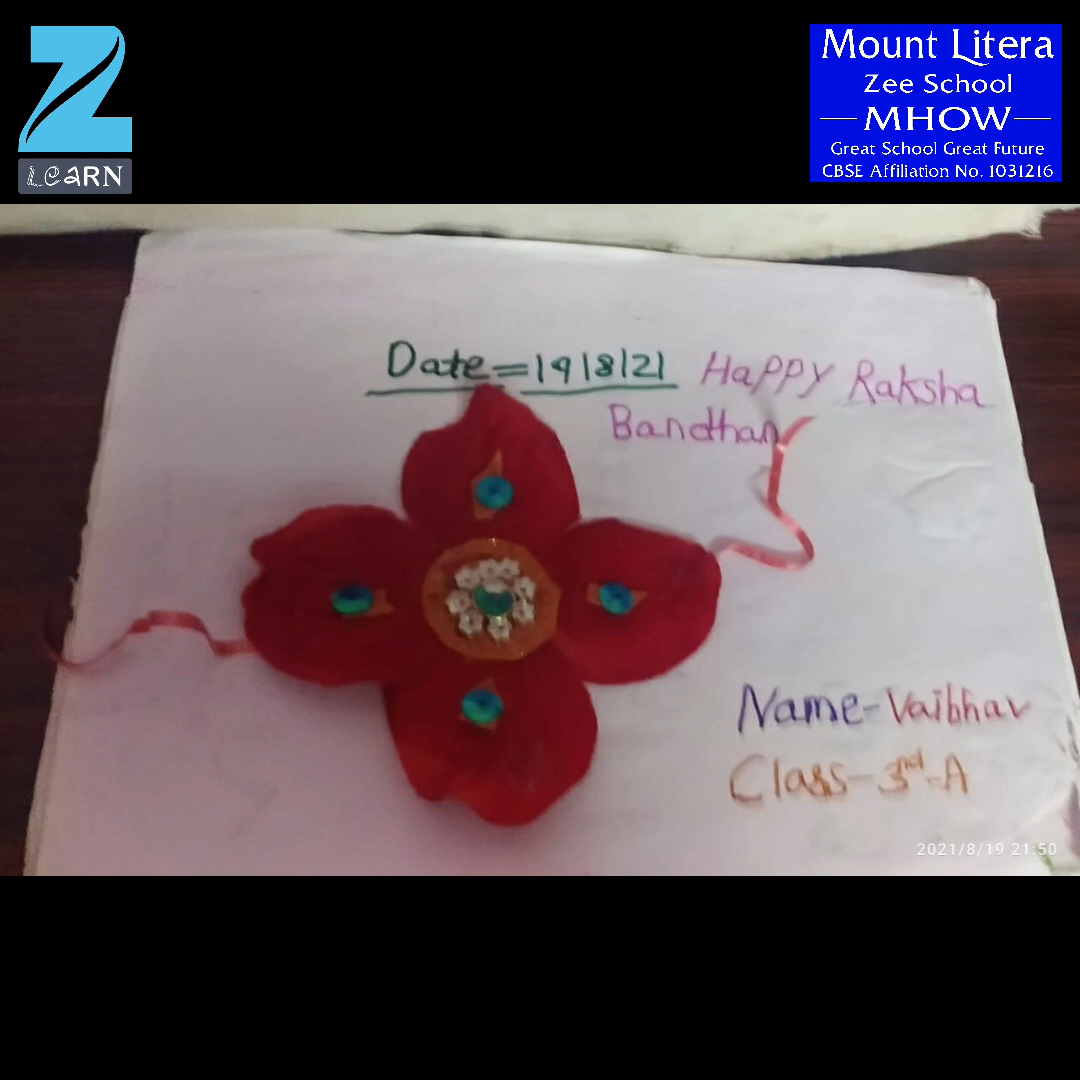 LeARN
Mount Litera
Zee School
MHOW
Great School Great Future
CBSE Affiliation No. 1031216
Date=19/8/21
Happy Raksha
Bandhan
Name-Vaibhav
Class-3rd-A
2021/8/19 21:50